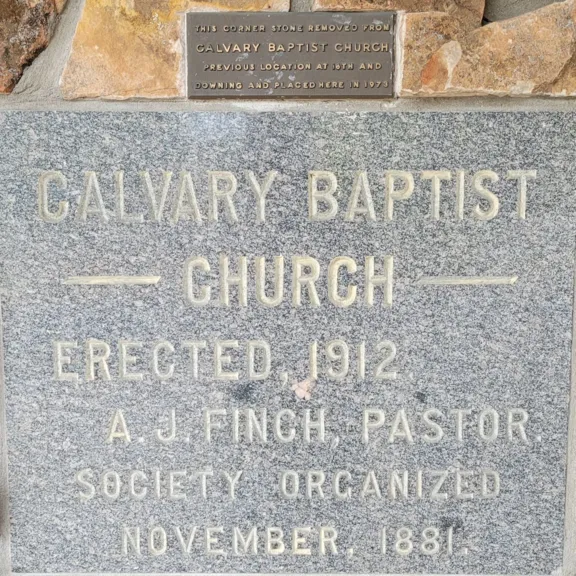 THIS CORNER STONE REMOVED FROM
CALVARY BAPTIST CHURCH
PREVIOUS LOCATION AT 16TH AND
DOWNING AND PLACED HERE IN 1973
CALVARY BAPTIST
CHURCH
ERECTED, 1912.
A. J. FINCH, PASTOR.
SOCIETY ORGANIZED
NOVEMBER, 1881.